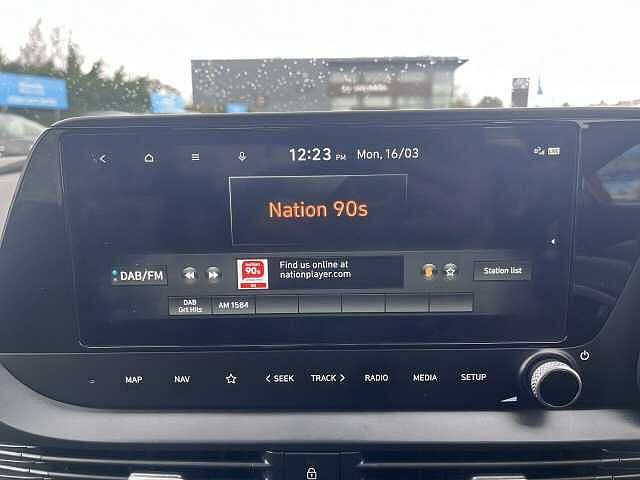 12:23 PM Mon, 16/03
LIVE
Nation 90s
DAB/FM
nation
90s
Find us online at
nationplayer.com
Station list
DAB
Grt Hits
AM 1584
MAP
NAV
< SEEK
TRACK >
RADIO
MEDIA
SETUP